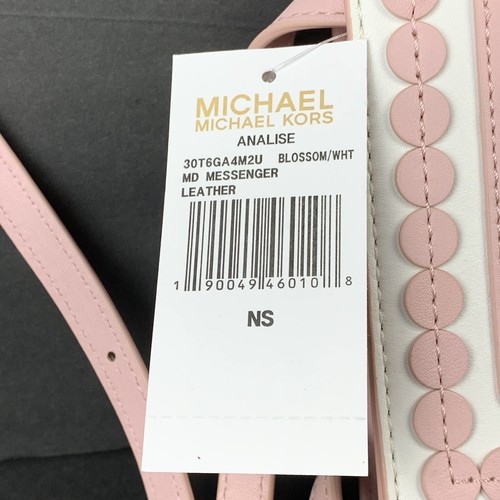 MICHAEL
MICHAEL KORS
ANALISE
30T6GA4M2U BLOSSOM/WHT
MD MESSENGER
LEATHER
1 90049 46010 8
NS